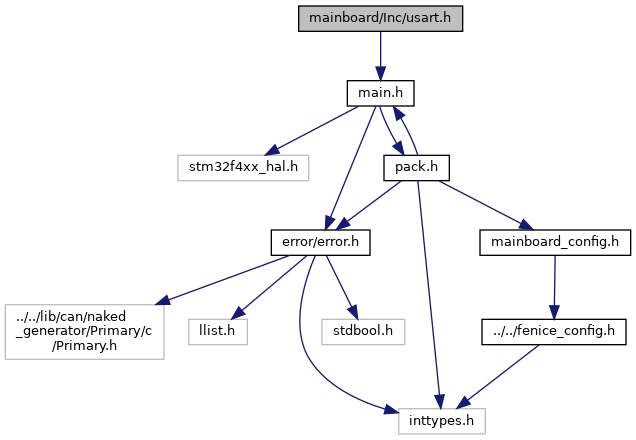 mainboard/Inc/usart.h
main.h
stm32f4xx_hal.h
pack.h
error/error.h
mainboard_config.h
../../lib/can/naked
_generator/Primary/c
/Primary.h
llist.h
stdbool.h
../../fenice_config.h
inttypes.h